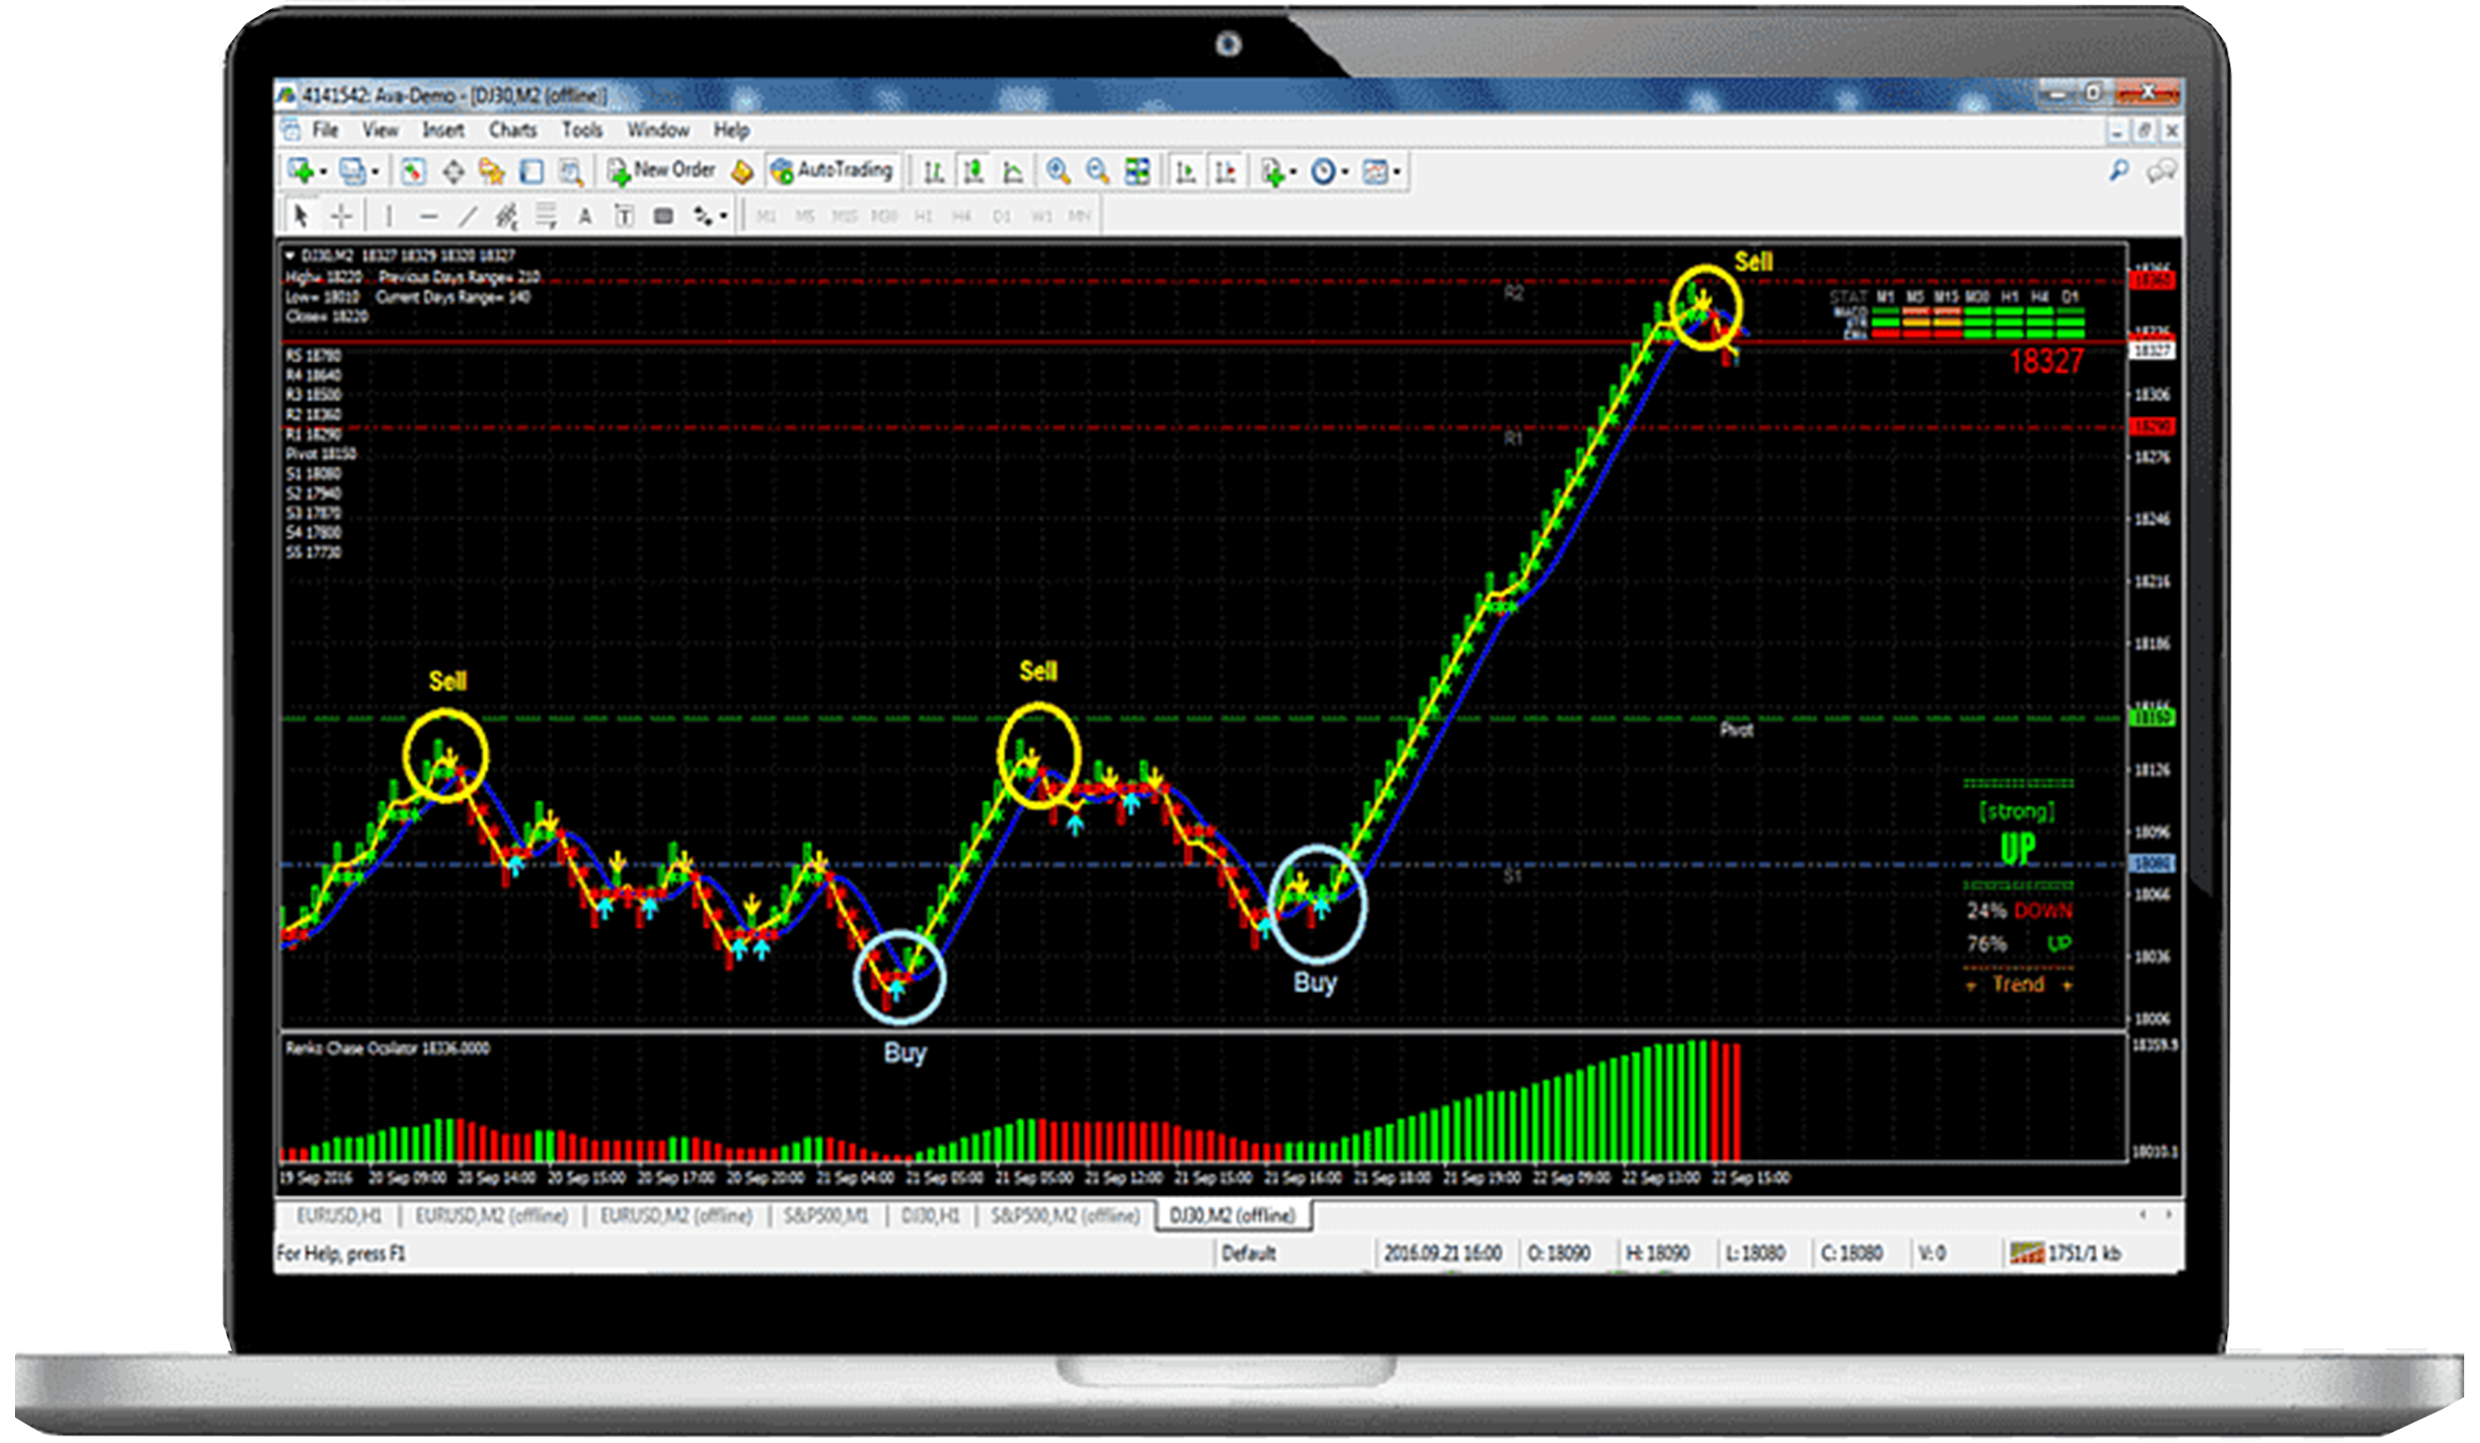 4141542: Ava-Demo - [DJ30,M2 (offline)]
File View Insert Charts Tools Window Help
New Order AutoTrading
A T M1 M5 M15 M30 H1 H4 D1 W1 MN
DJ30,M2 18327 18329 18320 18327
High= 18220 Previous Days Range= 210
Low= 18010 Current Days Range= 140
Close= 18220
R5 18780
R4 18640
R3 18500
R2 18360
R1 18290
Pivot 18150
S1 18080
S2 17940
S3 17870
S4 17800
S5 17730
Sell
R2
STAT M1 M5 M15 M30 H1 H4 D1
MACD
STR
18327
R1
Sell
Sell
Pivot
S1
Buy
Buy
[strong]
UP
24% DOWN
76% UP
+ Trend +
18360
18327
18306
18290
18276
18246
18216
18186
18150
18126
18096
18080
18066
18036
18006
Renko Chase Ocsilator 18336.0000
18359.9
18010.1
19 Sep 2016 20 Sep 09:00 20 Sep 14:00 20 Sep 15:00 20 Sep 17:00 20 Sep 20:00 21 Sep 04:00 21 Sep 05:00 21 Sep 05:00 21 Sep 12:00 21 Sep 15:00 21 Sep 16:00 21 Sep 18:00 21 Sep 19:00 22 Sep 09:00 22 Sep 13:00 22 Sep 15:00
EURUSD,H1 EURUSD,M2 (offline) EURUSD,M2 (offline) S&P500,M1 DJ30,H1 S&P500,M2 (offline) DJ30,M2 (offline)
For Help, press F1 Default 2016.09.21 16:00 O: 18090 H: 18090 L: 18080 C: 18080 V: 0 1751/1 kb